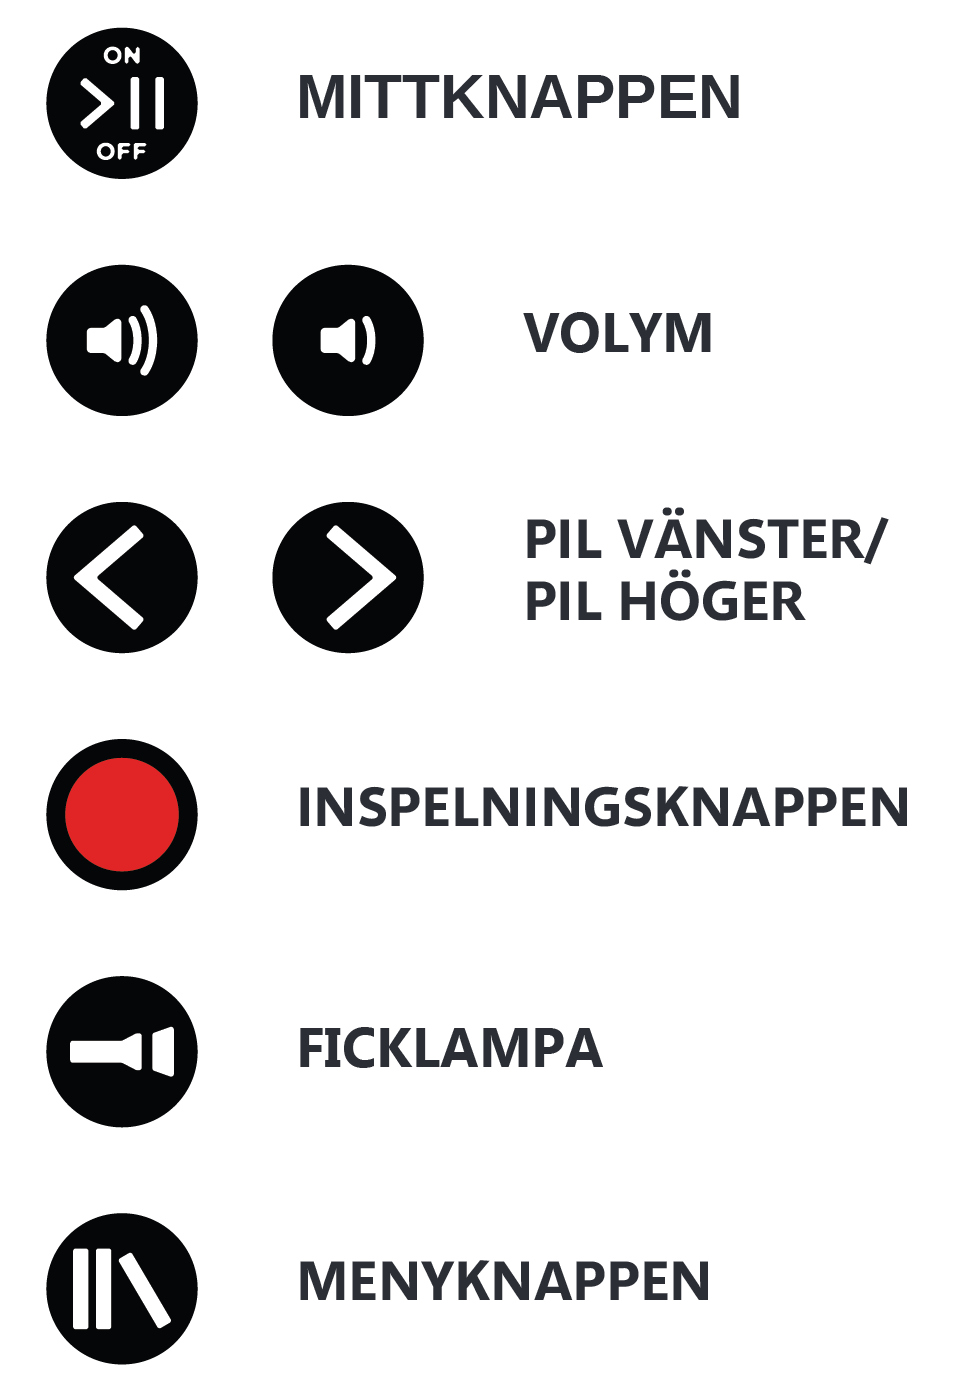 ON
OFF
MITTKNAPPEN
VOLYM
PIL VÄNSTER/
PIL HÖGER
INSPELNINGSKNAPPEN
FICKLAMPA
MENYKNAPPEN